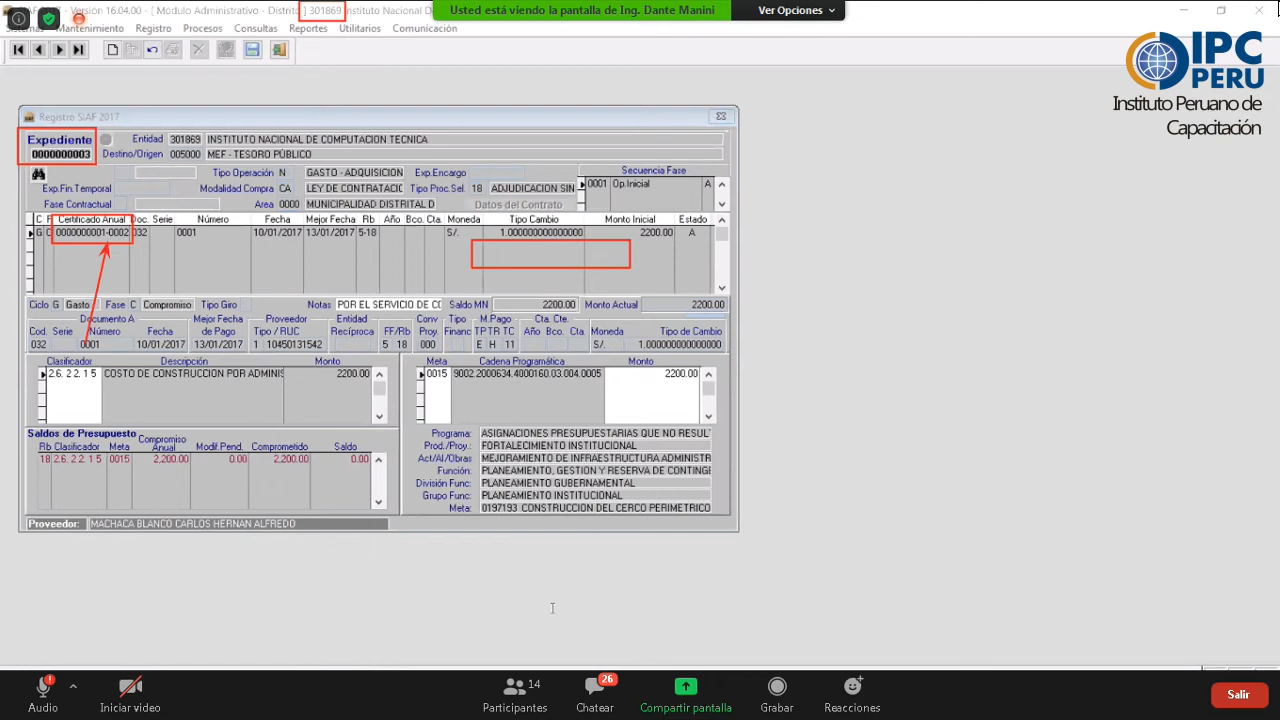 Versión 16.04.00 - [ Módulo Administrativo - Distrito ] 301869 Instituto Nacional D
Usted está viendo la pantalla de Ing. Dante Manini
Ver Opciones
Mantenimiento Registro Procesos Consultas Reportes Utilitarios Comunicación
IPC
PERU
Instituto Peruano de
Capacitación
Registro SIAF 2017
Expediente
0000000003
Entidad 301869 INSTITUTO NACIONAL DE COMPUTACION TECNICA
Destino/Origen 005000 MEF - TESORO PÚBLICO
Tipo Operación N GASTO - ADQUISICION Exp.Encargo
Secuencia Fase
Exp.Fin.Temporal Modalidad Compra CA LEY DE CONTRATACIO Tipo Proc.Sel. 18 ADJUDICACION SIN
0001 Op.Inicial A
Fase Contractual Area 0000 MUNICIPALIDAD DISTRITAL D Datos del Contrato
C F Certificado Anual Doc. Serie Número Fecha Mejor Fecha Rb Año Bco. Cta. Moneda Tipo Cambio Monto Inicial Estado
G C 0000000001-0002 032 0001 10/01/2017 13/01/2017 5-18 S/. 1.000000000000 2200.00 A
Ciclo G Gasto Fase C Compromiso Tipo Giro Notas POR EL SERVICIO DE CO Saldo MN 2200.00 Monto Actual 2200.00
Documento A Mejor Fecha Proveedor Entidad Conv Tipo M.Pago Cta. Cte.
Cod. Serie Número Fecha de Pago Tipo / RUC Recíproca FF/Rb Proy. Financ TP TR TC Año Bco. Cta. Moneda Tipo de Cambio
032 0001 10/01/2017 13/01/2017 1 10450131542 5 18 000 E H 11 S/. 1.000000000000
Clasificador Descripción Monto
2.6. 2 2. 1 5 COSTO DE CONSTRUCCION POR ADMINIS 2200.00
Meta Cadena Programática Monto
0015 9002.2000634.4000160.03.004.0005 2200.00
Saldos de Presupuesto
Rb Clasificador Meta Compromiso Anual Modif.Pend. Comprometido Saldo
18 2.6. 2 2. 1 5 0015 2,200.00 0.00 2,200.00 0.00
Programa: ASIGNACIONES PRESUPUESTARIAS QUE NO RESUL
Prod./Proy.: FORTALECIMIENTO INSTITUCIONAL
Act/AI/Obras MEJORAMIENTO DE INFRAESTRUCTURA ADMINISTR
Función: PLANEAMIENTO, GESTION Y RESERVA DE CONTINGE
División Func: PLANEAMIENTO GUBERNAMENTAL
Grupo Func: PLANEAMIENTO INSTITUCIONAL
Meta: 0197193 CONSTRUCCION DEL CERCO PERIMETRICO
Proveedor: MACHACA BLANCO CARLOS HERNAN ALFREDO
Audio
Iniciar video
14
Participantes
26
Chatear
Compartir pantalla
Grabar
Reacciones
Salir